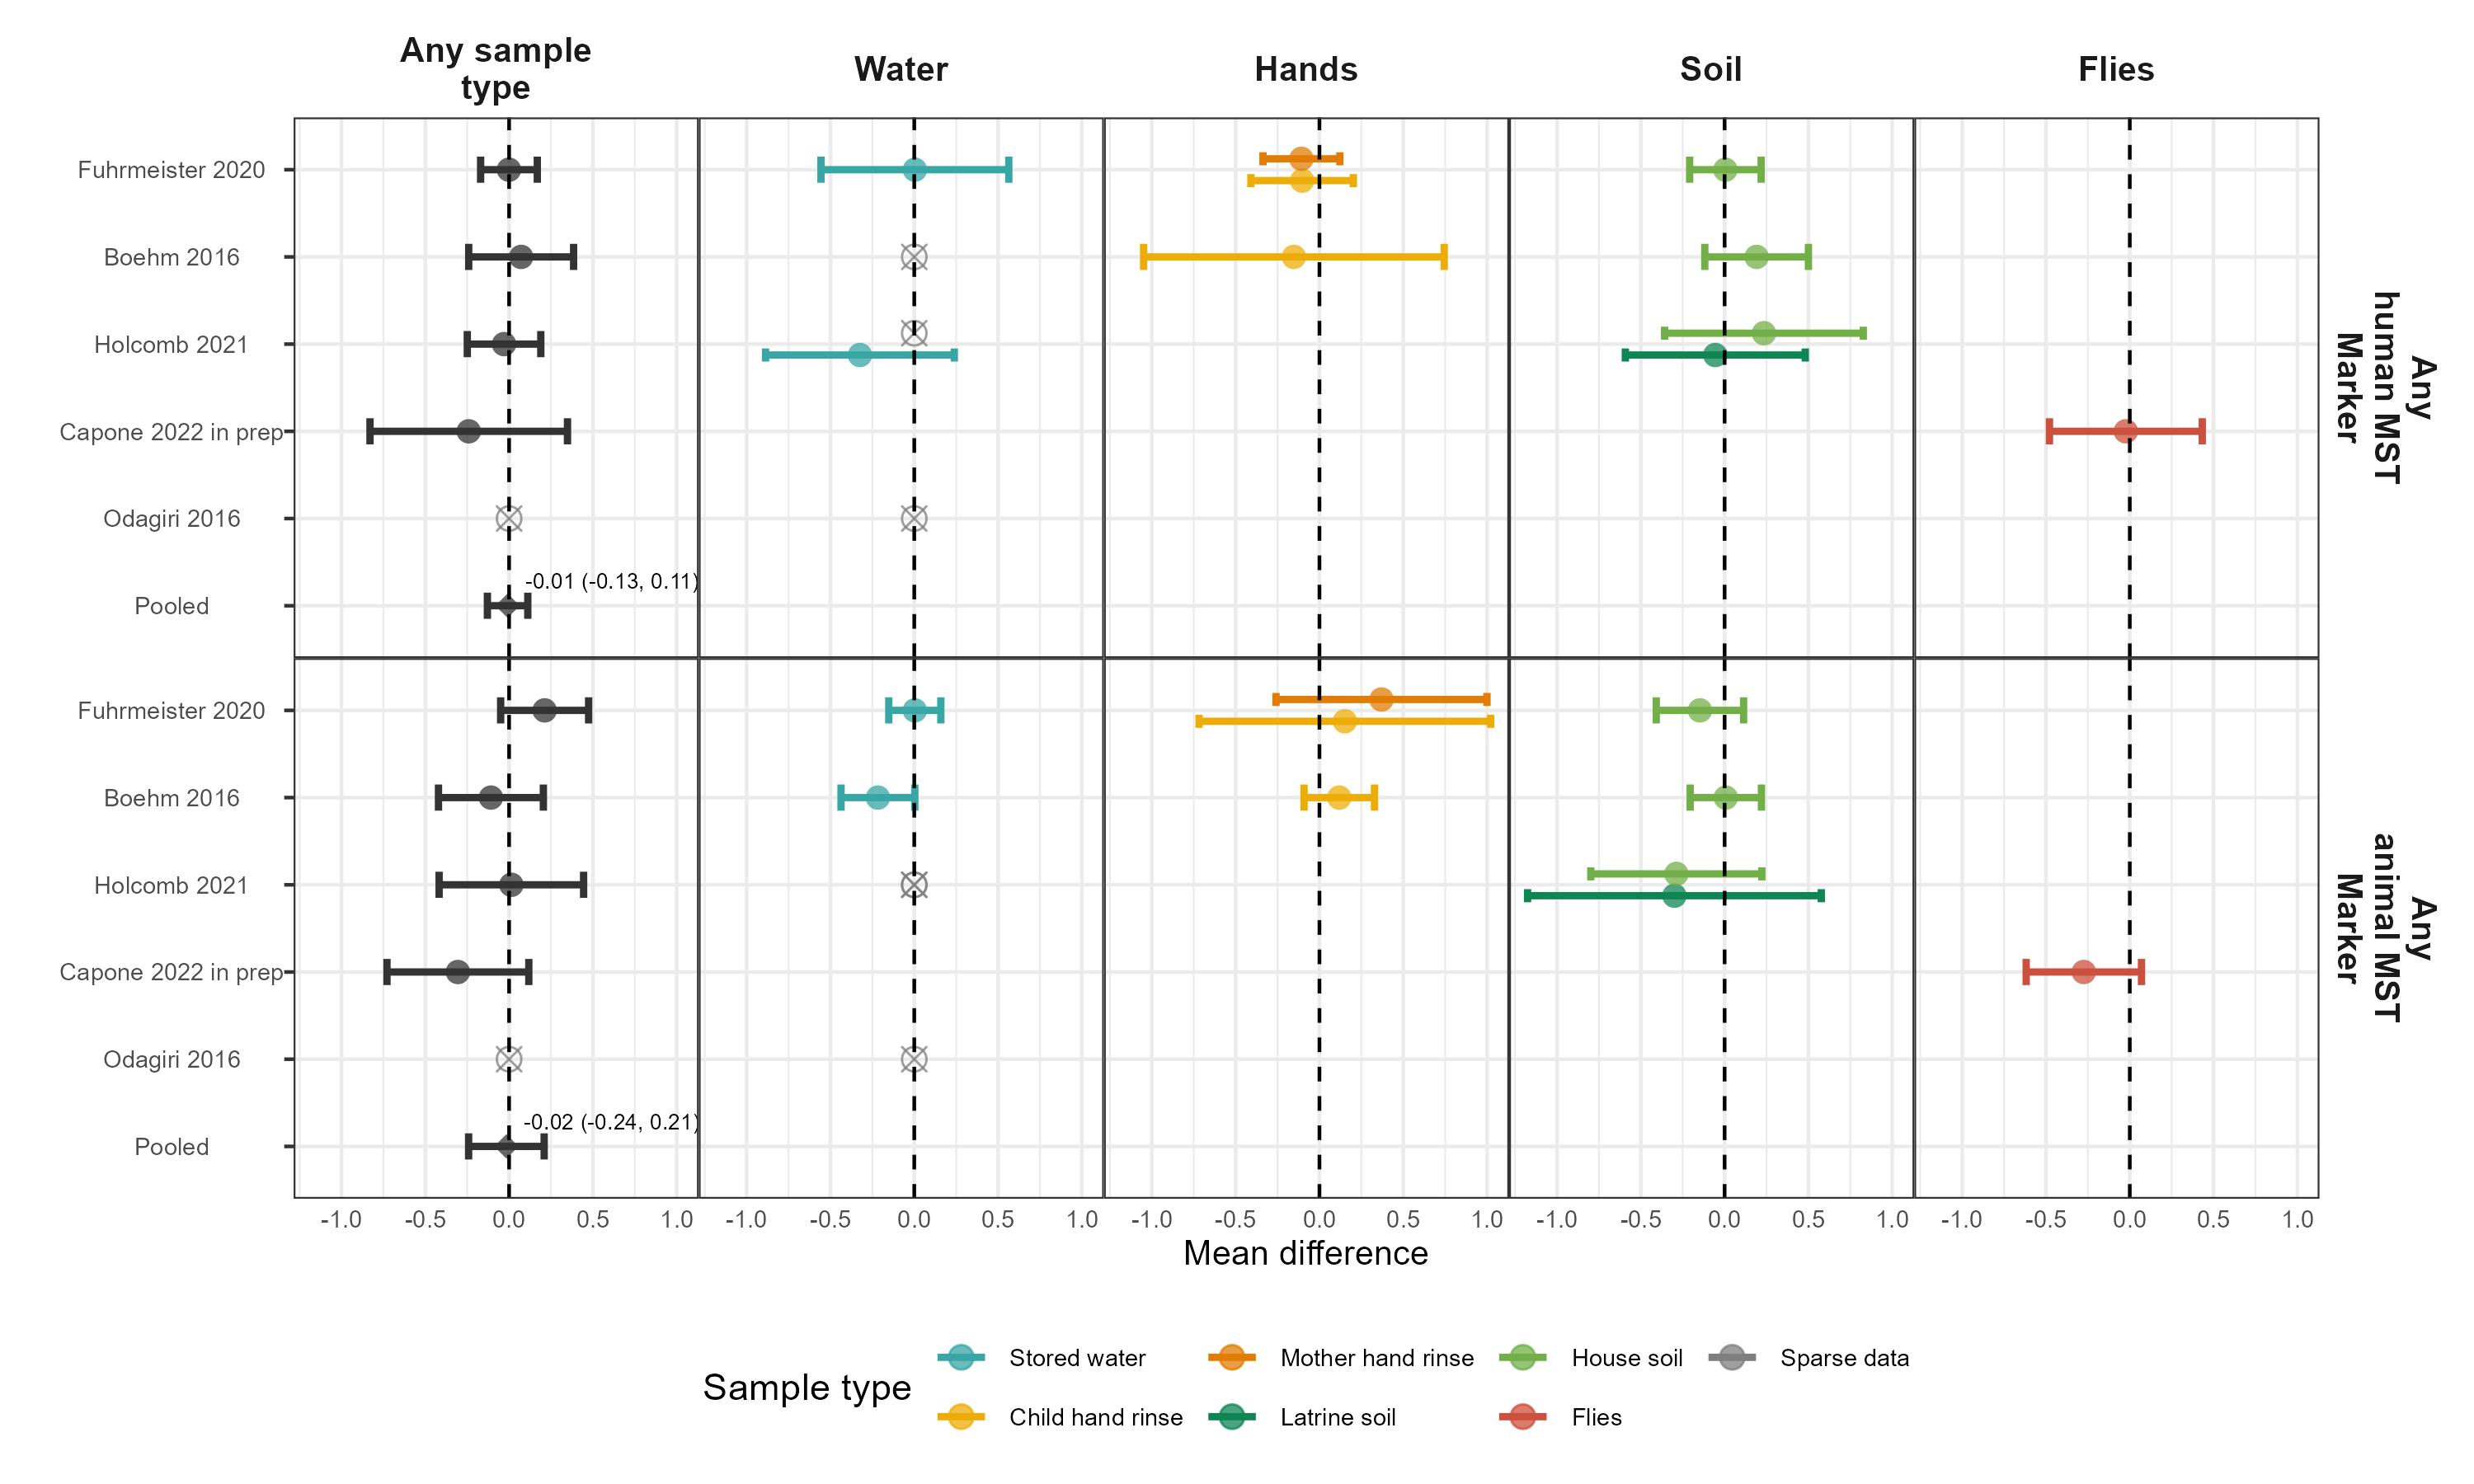 Any sample
type
Water
Hands
Soil
Flies
Fuhrmeister 2020
Boehm 2016
Holcomb 2021
Capone 2022 in prep
Odagiri 2016
Pooled
-0.01 (-0.13, 0.11)
Any
human MST
Marker
Fuhrmeister 2020
Boehm 2016
Holcomb 2021
Capone 2022 in prep
Odagiri 2016
Pooled
-0.02 (-0.24, 0.21)
Any
animal MST
Marker
-1.0 -0.5 0.0 0.5 1.0
-1.0 -0.5 0.0 0.5 1.0
-1.0 -0.5 0.0 0.5 1.0
-1.0 -0.5 0.0 0.5 1.0
-1.0 -0.5 0.0 0.5 1.0
Mean difference
Sample type
Stored water
Mother hand rinse
House soil
Sparse data
Child hand rinse
Latrine soil
Flies